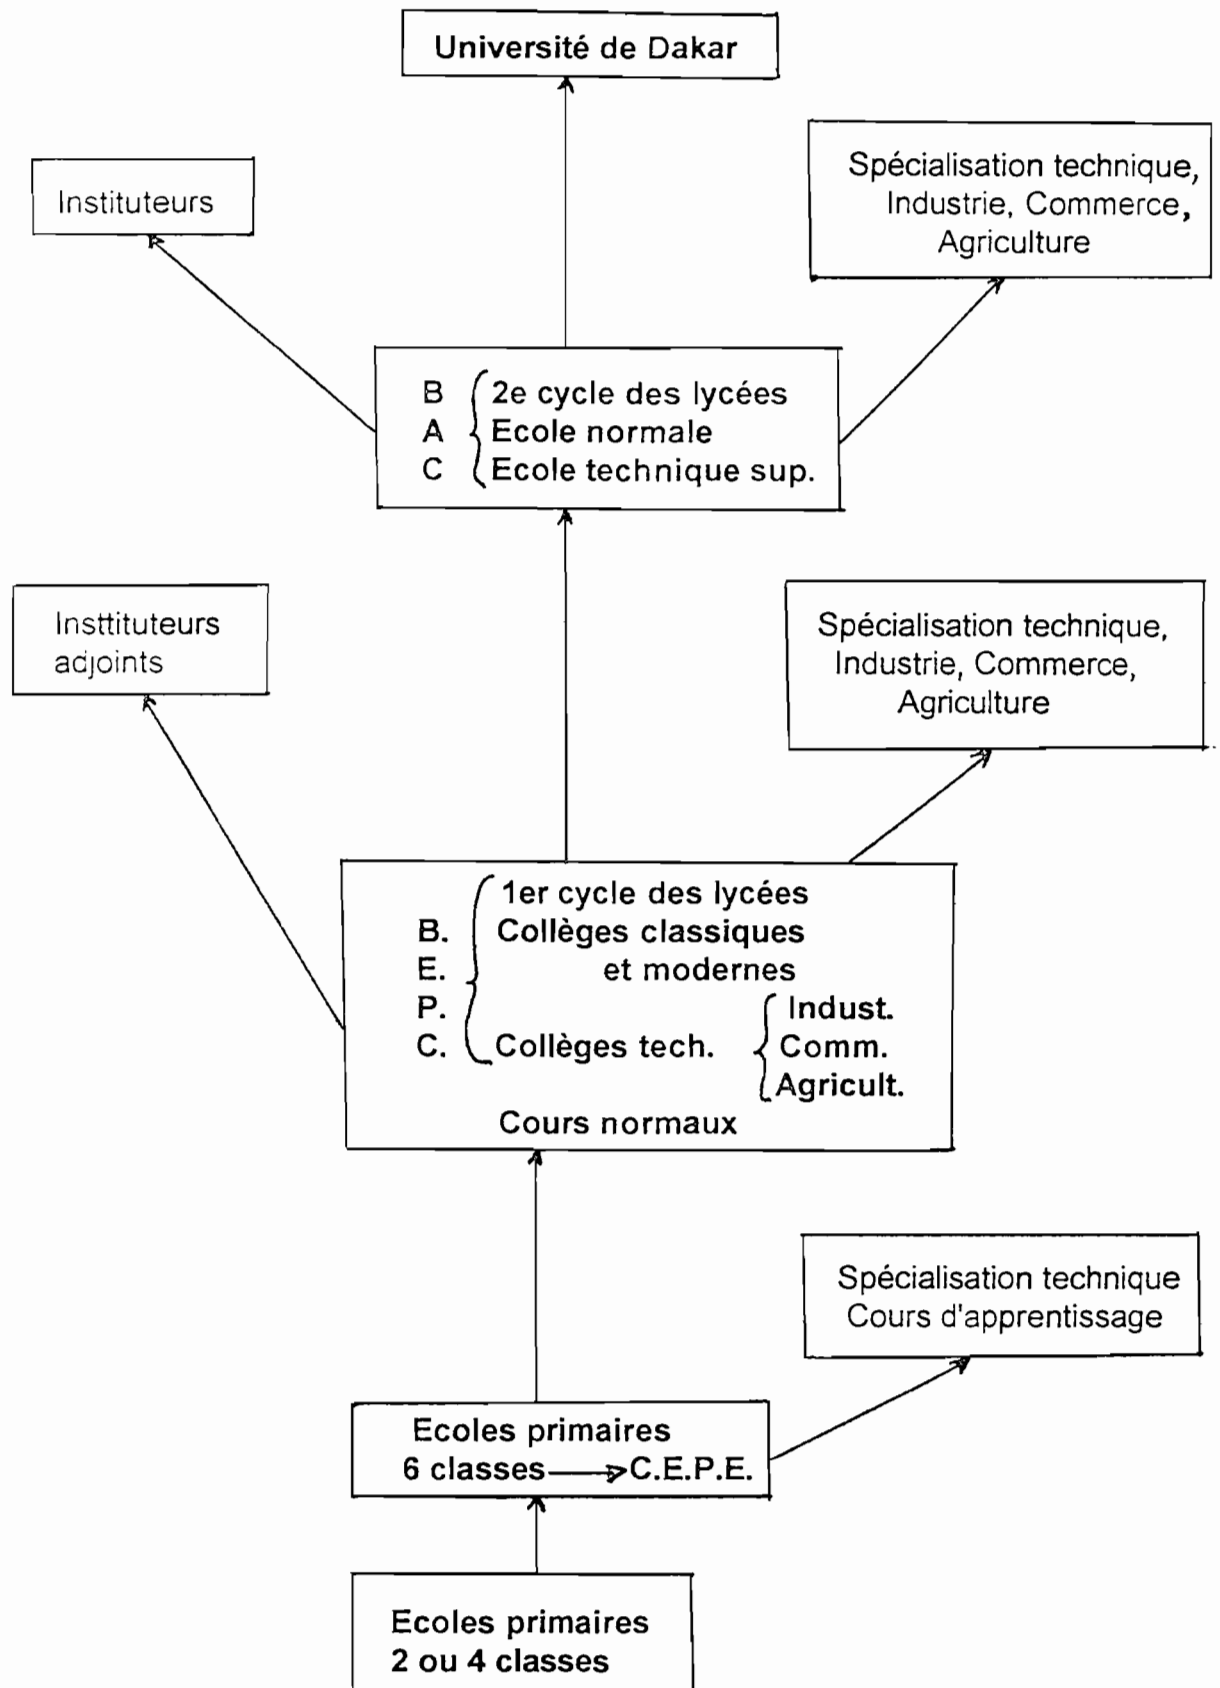 Université de Dakar
Instituteurs
Spécialisation technique,
Industrie, Commerce,
Agriculture
B 2e cycle des lycées
A Ecole normale
C Ecole technique sup.
Insttituteurs
adjoints
Spécialisation technique,
Industrie, Commerce,
Agriculture
1er cycle des lycées
B. Collèges classiques
E. et modernes
P. Indust.
C. Collèges tech. Comm.
Agricult.
Cours normaux
Spécialisation technique
Cours d'apprentissage
Ecoles primaires
6 classes → C.E.P.E.
Ecoles primaires
2 ou 4 classes